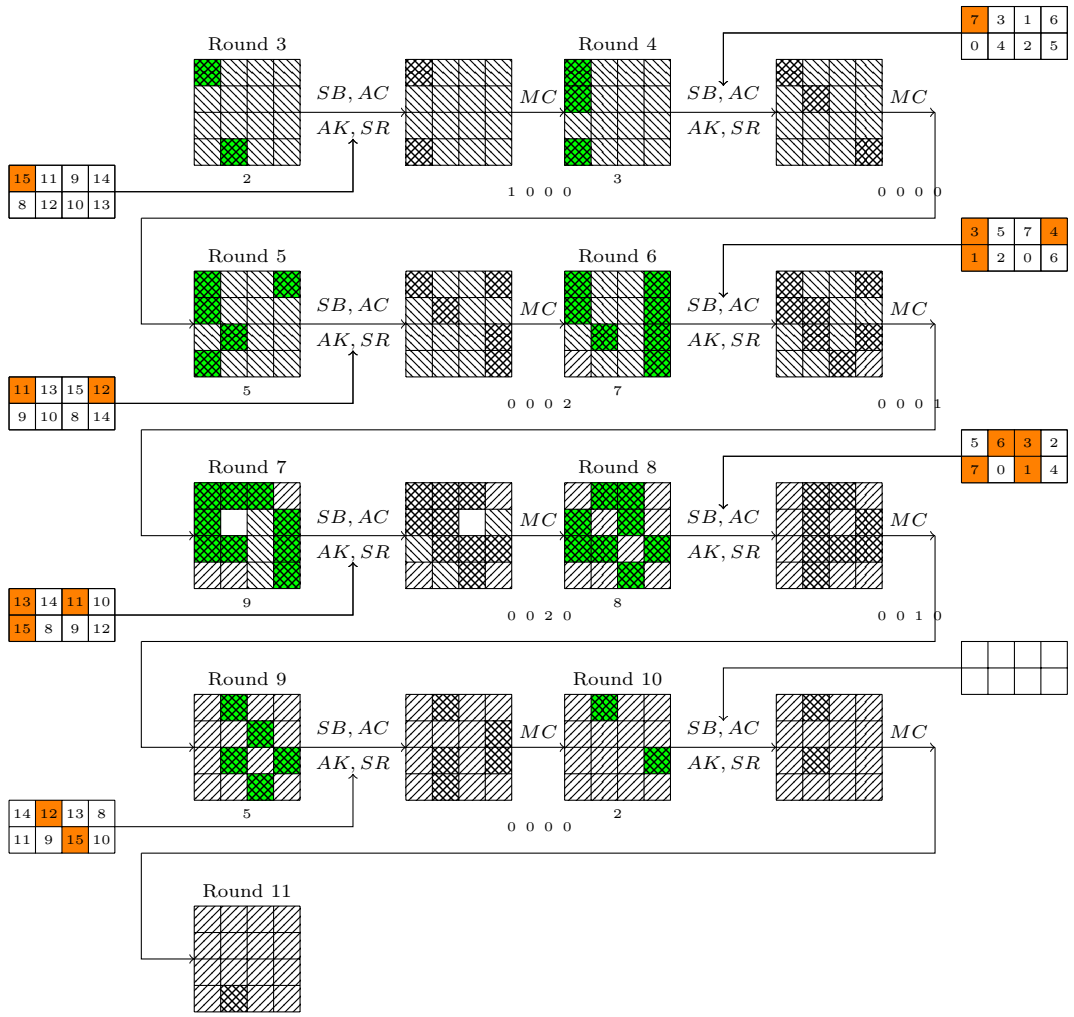 7 3 1 6
0 4 2 5
Round 3
Round 4
SB, AC
MC
SB, AC
MC
AK, SR
AK, SR
15 11 9 14
8 12 10 13
2
3
1 0 0 0
0 0 0 0
3 5 7 4
1 2 0 6
Round 5
Round 6
SB, AC
MC
SB, AC
MC
AK, SR
AK, SR
11 13 15 12
9 10 8 14
5
7
0 0 0 2
0 0 0 1
5 6 3 2
7 0 1 4
Round 7
Round 8
SB, AC
MC
SB, AC
MC
AK, SR
AK, SR
13 14 11 10
15 8 9 12
9
8
0 0 2 0
0 0 1 0
Round 9
Round 10
SB, AC
MC
SB, AC
MC
AK, SR
AK, SR
14 12 13 8
11 9 15 10
5
2
0 0 0 0
Round 11